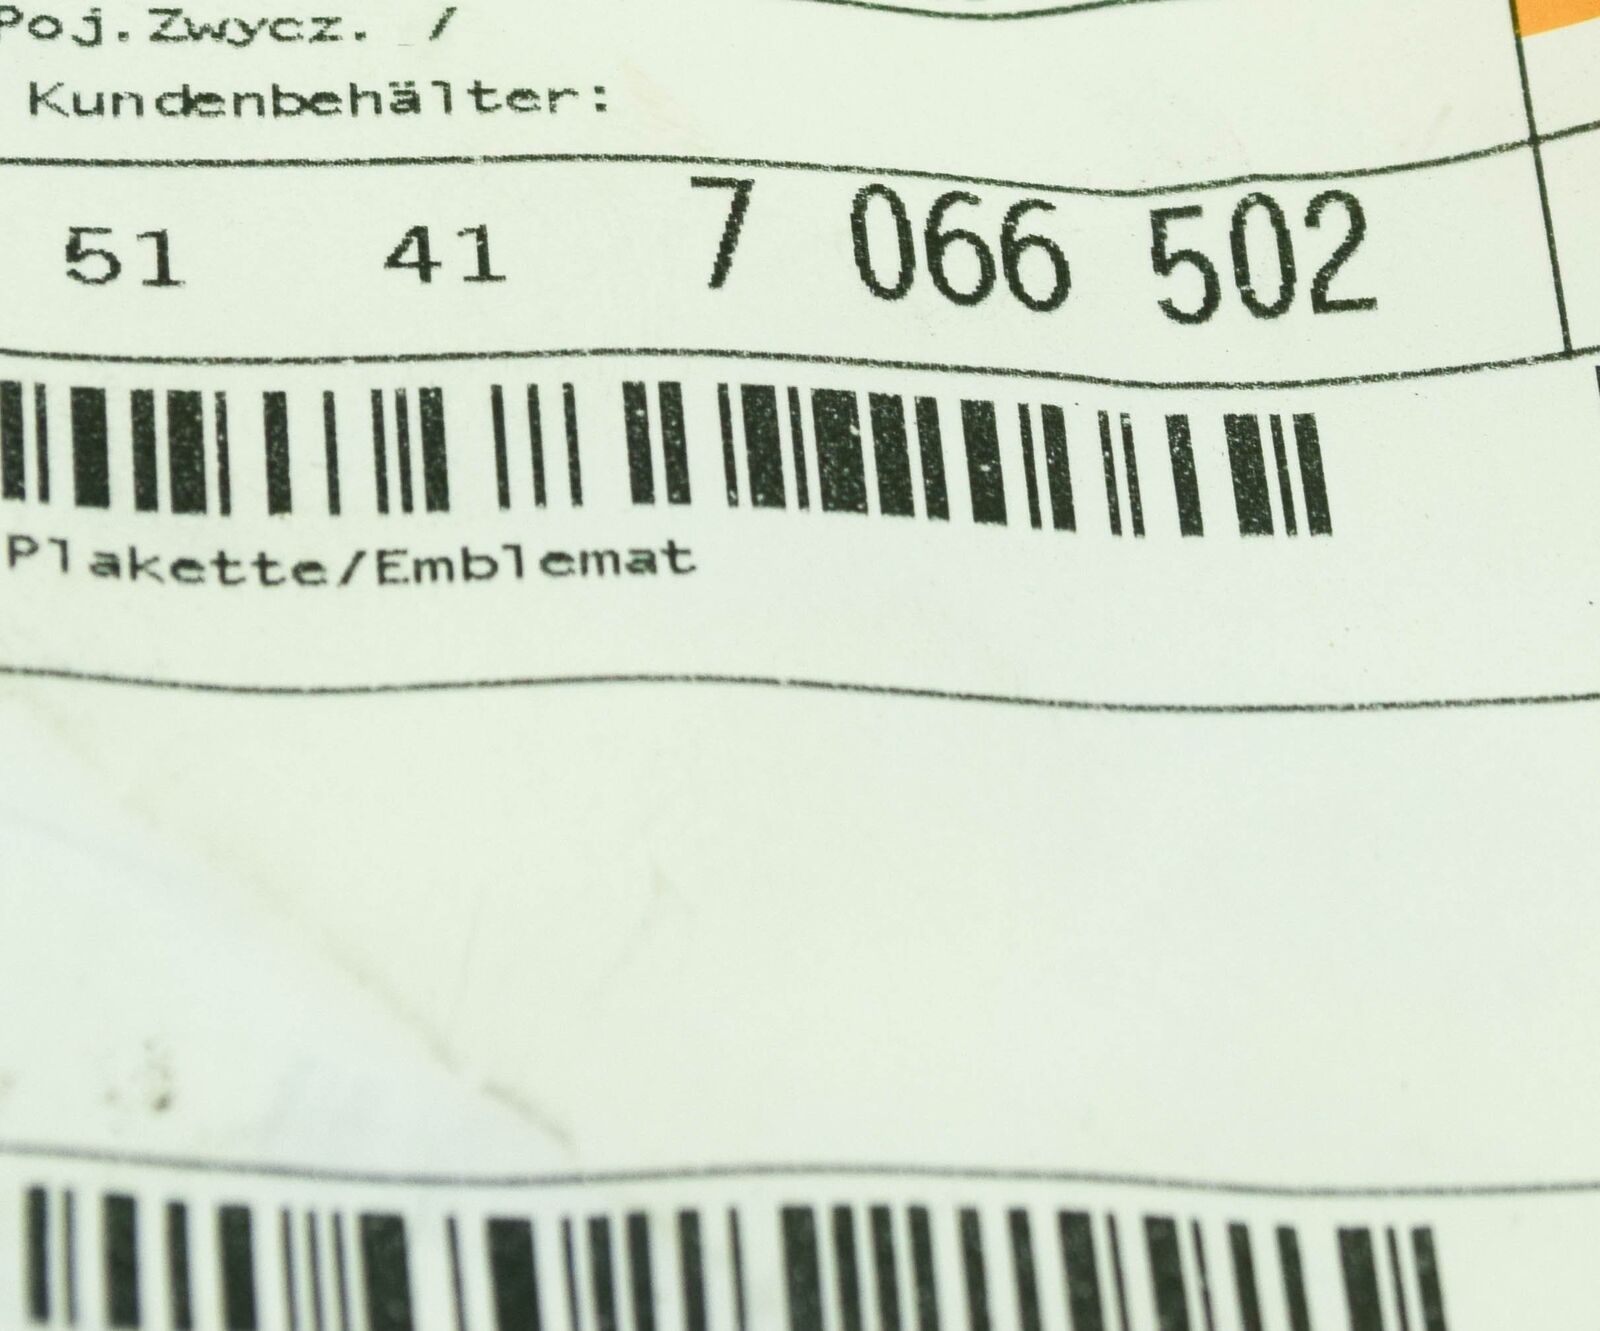 Poj.Zwycz. /
Kundenbehälter:
51 41 7 066 502
Plakette/Emblemat